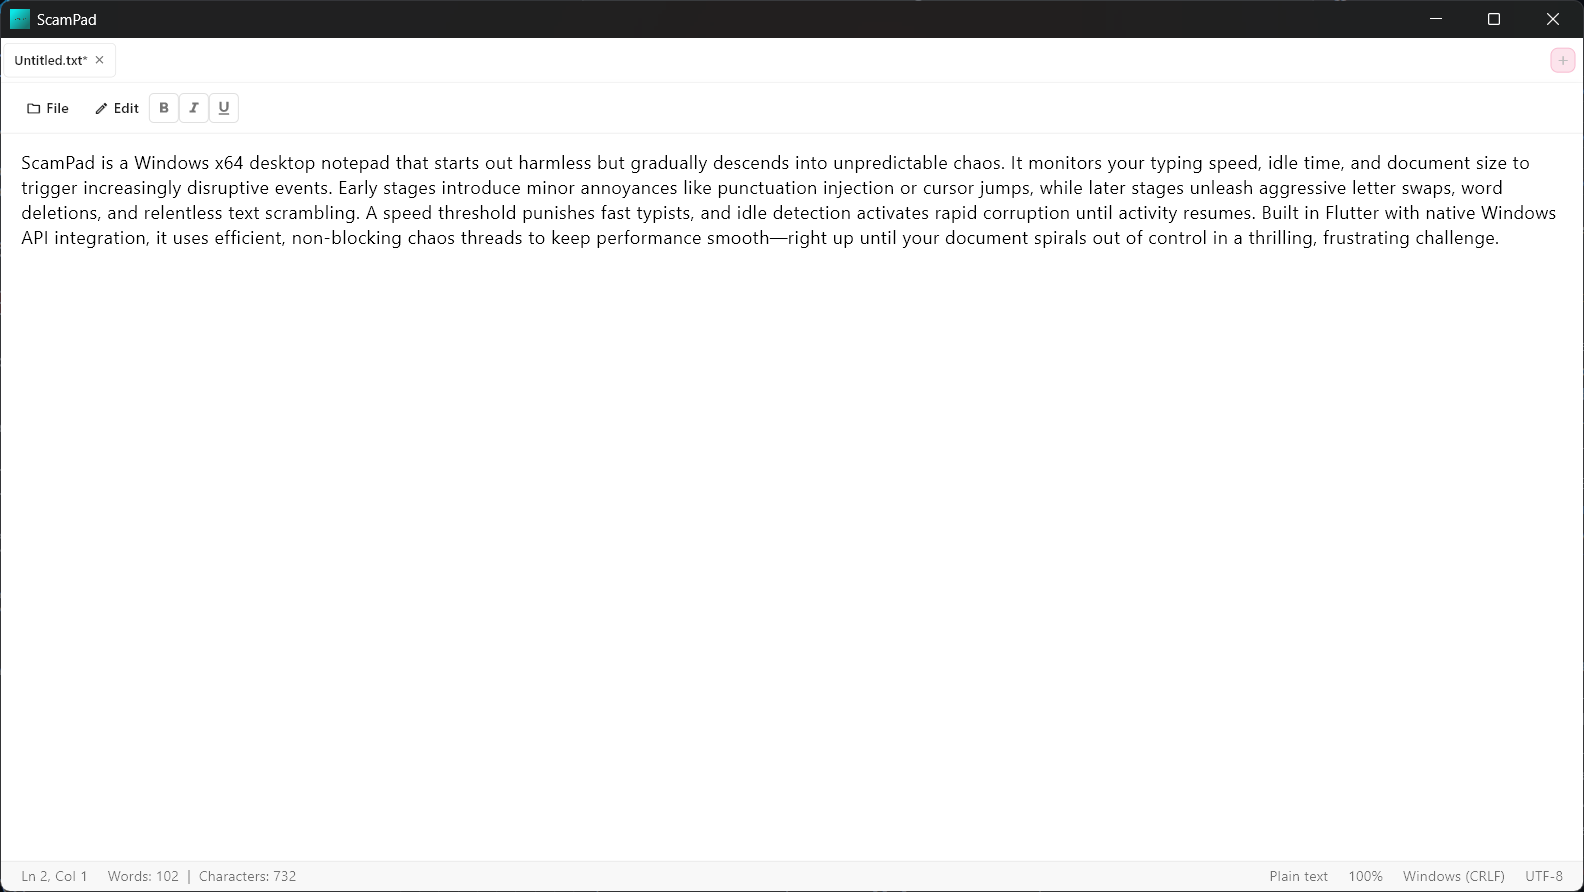 ScamPad
Untitled.txt*
File Edit B I U
ScamPad is a Windows x64 desktop notepad that starts out harmless but gradually descends into unpredictable chaos. It monitors your typing speed, idle time, and document size to
trigger increasingly disruptive events. Early stages introduce minor annoyances like punctuation injection or cursor jumps, while later stages unleash aggressive letter swaps, word
deletions, and relentless text scrambling. A speed threshold punishes fast typists, and idle detection activates rapid corruption until activity resumes. Built in Flutter with native Windows
API integration, it uses efficient, non-blocking chaos threads to keep performance smooth—right up until your document spirals out of control in a thrilling, frustrating challenge.
Ln 2, Col 1 Words: 102 | Characters: 732 Plain text 100% Windows (CRLF) UTF-8